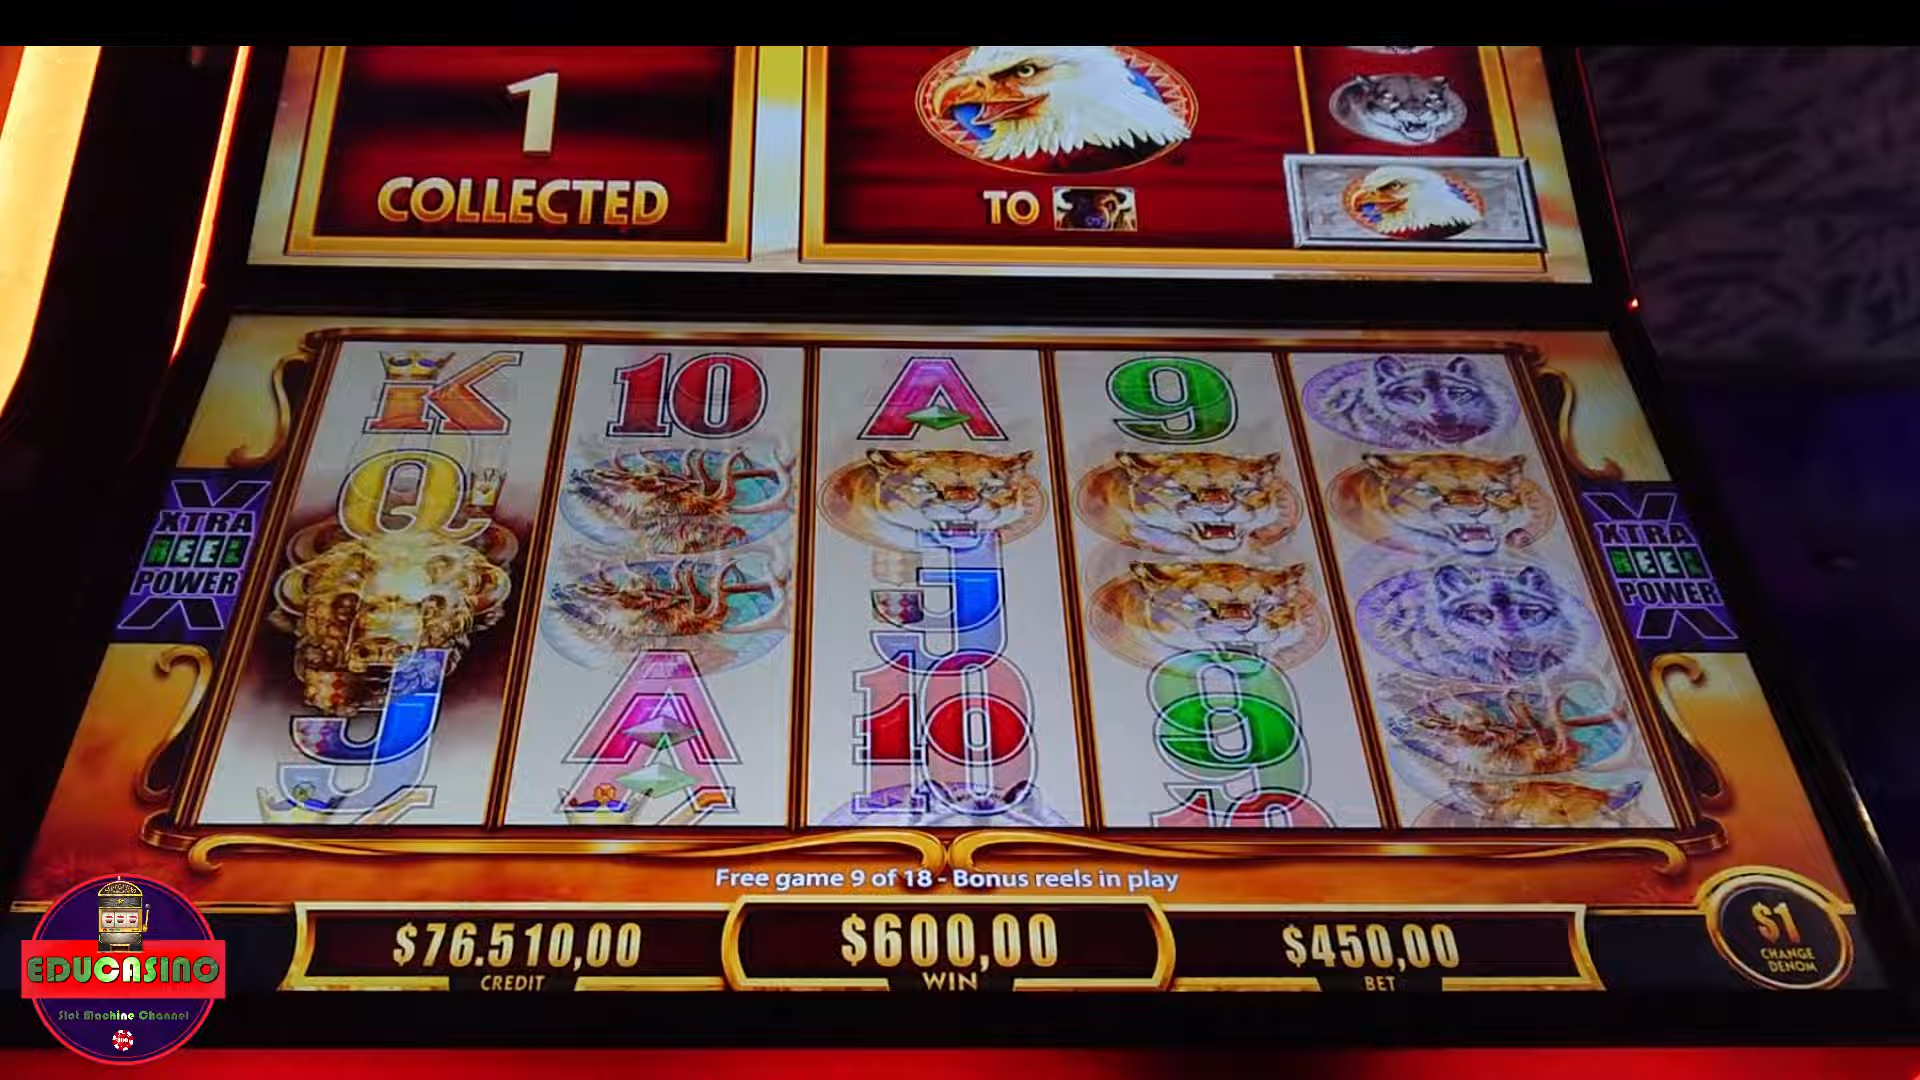 1
COLLECTED
TO
K 10 A 9
Q
J
J A 10 9
XTRA
REEL
POWER
XTRA
REEL
POWER
Free game 9 of 18 - Bonus reels in play
$76.510,00
CREDIT
$600,00
WIN
$450,00
BET
$1
CHANGE
DENOM
EDUCASINO
Slot Machine Channel